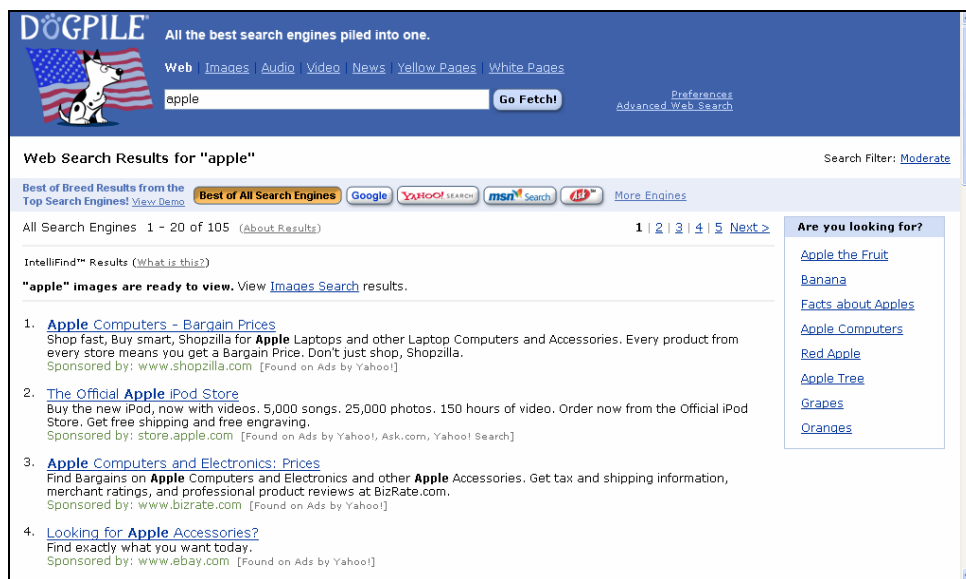 DOGPILE®
All the best search engines piled into one.
Web | Images | Audio | Video | News | Yellow Pages | White Pages
apple
Go Fetch!
Preferences
Advanced Web Search
Web Search Results for "apple"
Search Filter: Moderate
Best of Breed Results from the
Top Search Engines! View Demo
Best of All Search Engines
Google
YAHOO! SEARCH
msn Search
Ask™
More Engines
All Search Engines 1 - 20 of 105 (About Results)
1 | 2 | 3 | 4 | 5 Next >
IntelliFind™ Results (What is this?)
"apple" images are ready to view. View Images Search results.
1. Apple Computers - Bargain Prices
Shop fast, Buy smart, Shopzilla for Apple Laptops and other Laptop Computers and Accessories. Every product from
every store means you get a Bargain Price. Don't just shop, Shopzilla.
Sponsored by: www.shopzilla.com [Found on Ads by Yahoo!]
2. The Official Apple iPod Store
Buy the new iPod, now with videos. 5,000 songs. 25,000 photos. 150 hours of video. Order now from the Official iPod
Store. Get free shipping and free engraving.
Sponsored by: store.apple.com [Found on Ads by Yahoo!, Ask.com, Yahoo! Search]
3. Apple Computers and Electronics: Prices
Find Bargains on Apple Computers and Electronics and other Apple Accessories. Get tax and shipping information,
merchant ratings, and professional product reviews at BizRate.com.
Sponsored by: www.bizrate.com [Found on Ads by Yahoo!]
4. Looking for Apple Accessories?
Find exactly what you want today.
Sponsored by: www.ebay.com [Found on Ads by Yahoo!]
Are you looking for?
Apple the Fruit
Banana
Facts about Apples
Apple Computers
Red Apple
Apple Tree
Grapes
Oranges